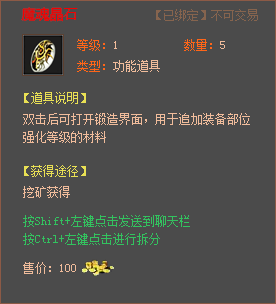 【已绑定】不可交易
等级：1 数量：5
类型：功能道具
【道具说明】
双击后可打开锻造界面，用于追加装备部位
强化等级的材料
【获得途径】
挖矿获得
按Shift+左键点击发送到聊天栏
按Ctrl+左键点击进行拆分
售价：100